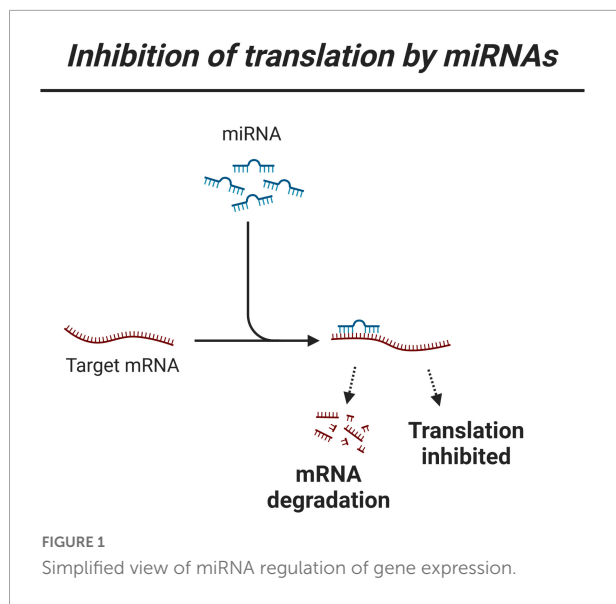 Inhibition of translation by miRNAs
miRNA
Target mRNA
Translation
inhibited
mRNA
degradation
FIGURE 1
Simplified view of miRNA regulation of gene expression.